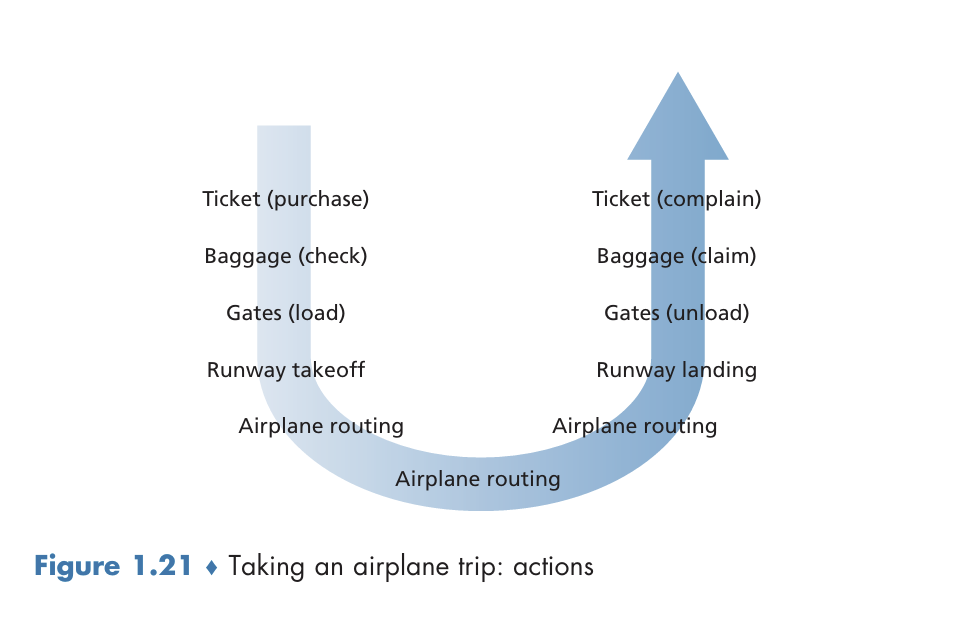 Ticket (purchase)
Baggage (check)
Gates (load)
Runway takeoff
Airplane routing
Airplane routing
Airplane routing
Runway landing
Gates (unload)
Baggage (claim)
Ticket (complain)
Figure 1.21 ♦ Taking an airplane trip: actions